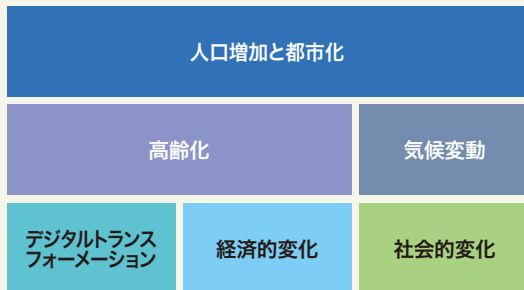 人口増加と都市化
高齢化
気候変動
デジタルトランス
フォーメーション
経済的変化
社会的変化